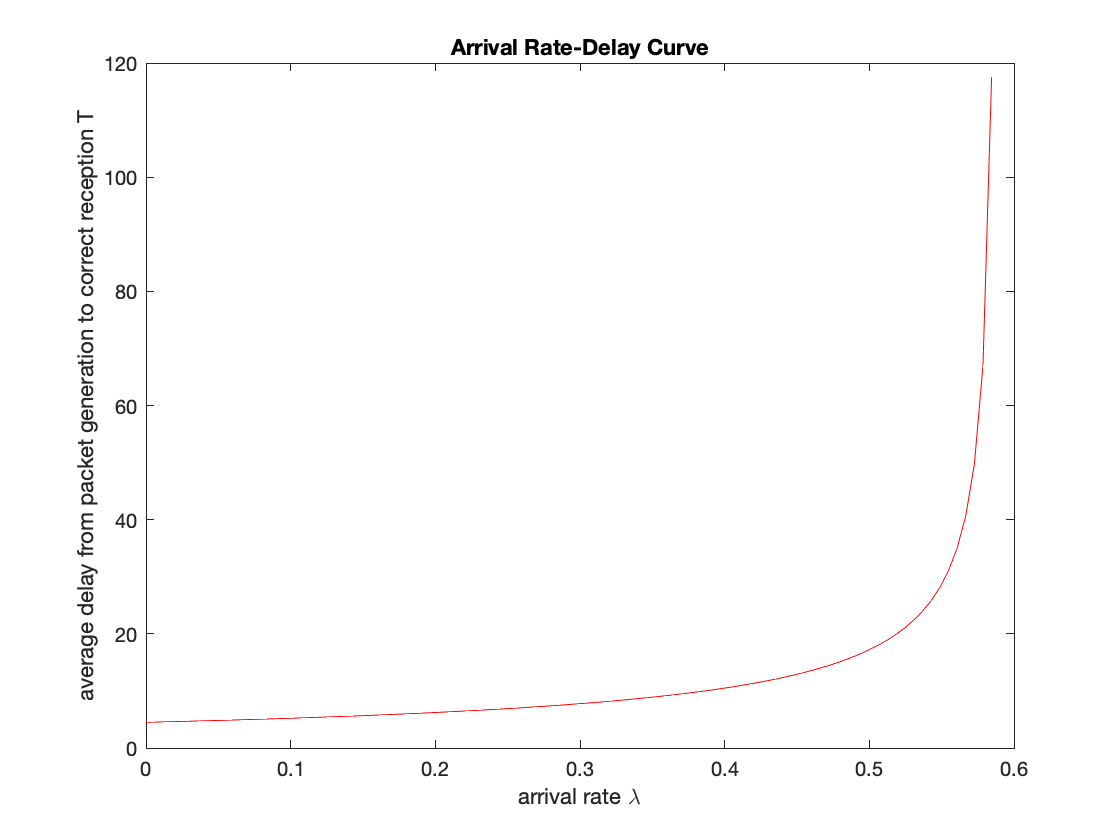 Arrival Rate-Delay Curve
average delay from packet generation to correct reception T
120
100
80
60
40
20
0
0 0.1 0.2 0.3 0.4 0.5 0.6
arrival rate λ